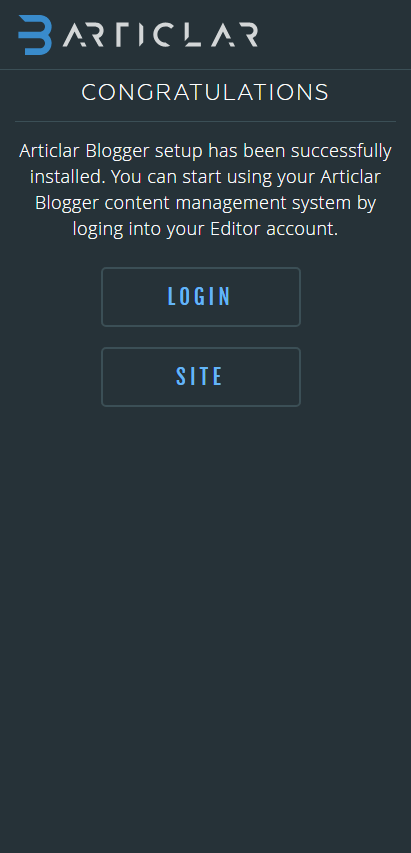 ARTICLAR
CONGRATULATIONS
Articlar Blogger setup has been successfully
installed. You can start using your Articlar
Blogger content management system by
loging into your Editor account.
LOGIN
SITE